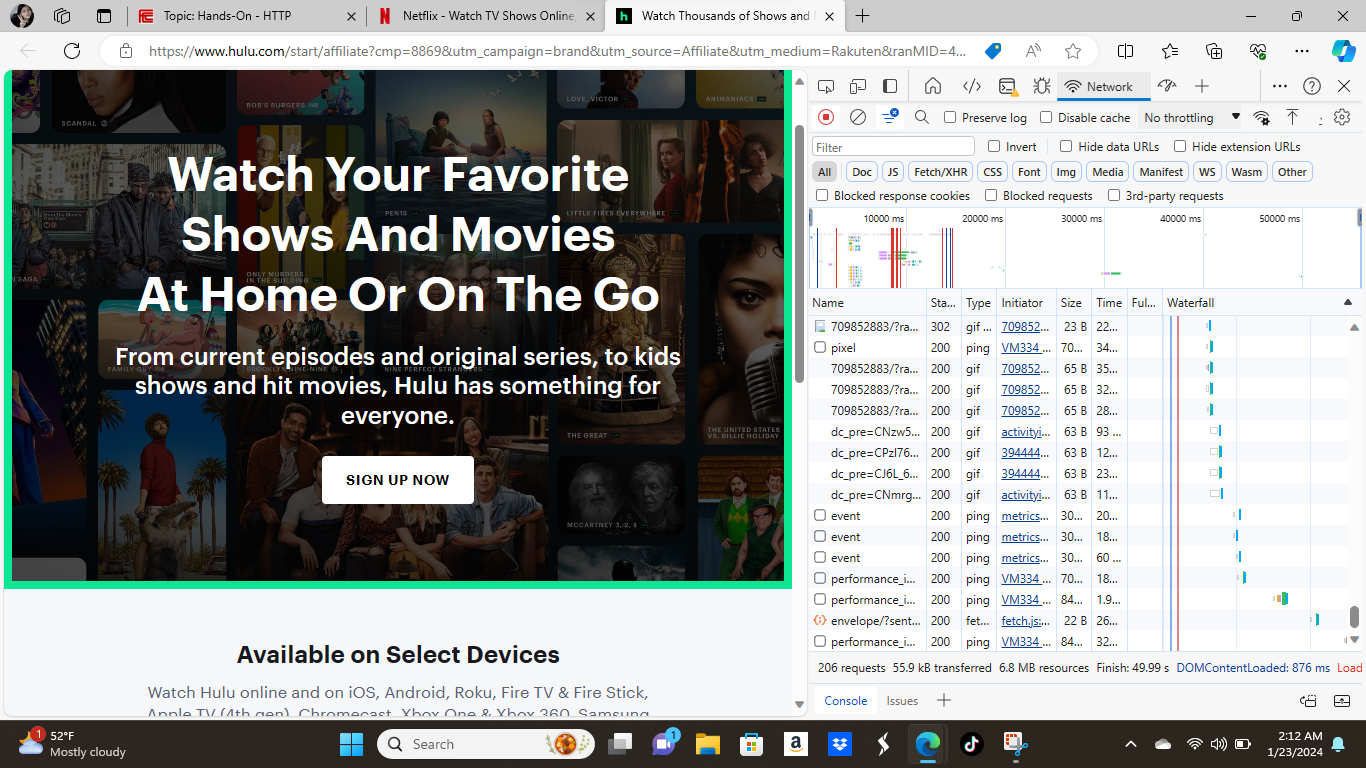 Topic: Hands-On - HTTP
Netflix - Watch TV Shows Online,
Watch Thousands of Shows and
https://www.hulu.com/start/affiliate?cmp=8869&utm_campaign=brand&utm_source=Affiliate&utm_medium=Rakuten&ranMID=4...
SCANDAL
BOB'S BURGERS
LOVE, VICTOR
ANIMANIACS
PEN15
LITTLE FIRES EVERYWHERE
ONLY MURDERS
IN THE BUILDING
FAMILY GUY
BROOKLYN NINE-NINE
NINE PERFECT STRANGERS
THE GREAT
THE UNITED STATES
VS. BILLIE HOLIDAY
MCCARTNEY 3, 2, 1
Watch Your Favorite
Shows And Movies
At Home Or On The Go
From current episodes and original series, to kids
shows and hit movies, Hulu has something for
everyone.
SIGN UP NOW
Available on Select Devices
Watch Hulu online and on iOS, Android, Roku, Fire TV & Fire Stick,
Apple TV (4th gen), Chromecast, Xbox One & Xbox 360, Samsung
Network
Preserve log Disable cache No throttling
Filter Invert Hide data URLs Hide extension URLs
All Doc JS Fetch/XHR CSS Font Img Media Manifest WS Wasm Other
Blocked response cookies Blocked requests 3rd-party requests
10000 ms 20000 ms 30000 ms 40000 ms 50000 ms
Name Sta... Type Initiator Size Time Ful... Waterfall
709852883/?ra... 302 gif ... 709852... 23 B 22...
pixel 200 ping VM334 ... 70... 34...
709852883/?ra... 200 gif 709852... 65 B 35...
709852883/?ra... 200 gif 709852... 65 B 32...
709852883/?ra... 200 gif 709852... 65 B 28...
dc_pre=CNzw5... 200 gif activityi... 63 B 93 ...
dc_pre=CPzI76... 200 gif 394444... 63 B 12...
dc_pre=CJ6L_6... 200 gif 394444... 63 B 23...
dc_pre=CNmrg... 200 gif activityi... 63 B 11...
event 200 ping metrics... 30... 20...
event 200 ping metrics... 30... 18...
event 200 ping metrics... 30... 60 ...
performance_i... 200 ping VM334 ... 70... 18...
performance_i... 200 ping VM334 ... 84... 1.9...
envelope/?sent... 200 fet... fetch.js:... 22 B 26...
performance_i... 200 ping VM334 ... 84... 32...
206 requests 55.9 kB transferred 6.8 MB resources Finish: 49.99 s DOMContentLoaded: 876 ms Load
Console Issues
1
52°F
Mostly cloudy
Search
1
2:12 AM
1/23/2024